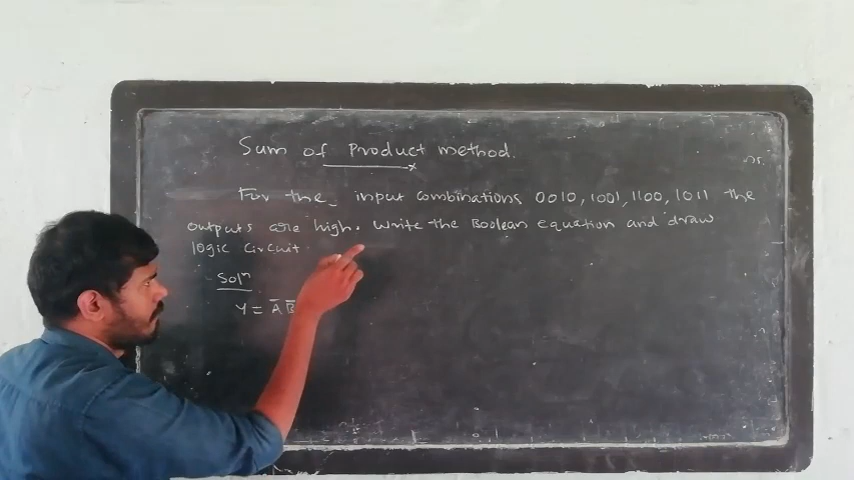 Sum of Product method.
For the input combinations 0010, 1001, 1100, 1011 the
outputs are high. Write the Boolean equation and draw
logic circuit.
Solⁿ
Y = A̅ B̅